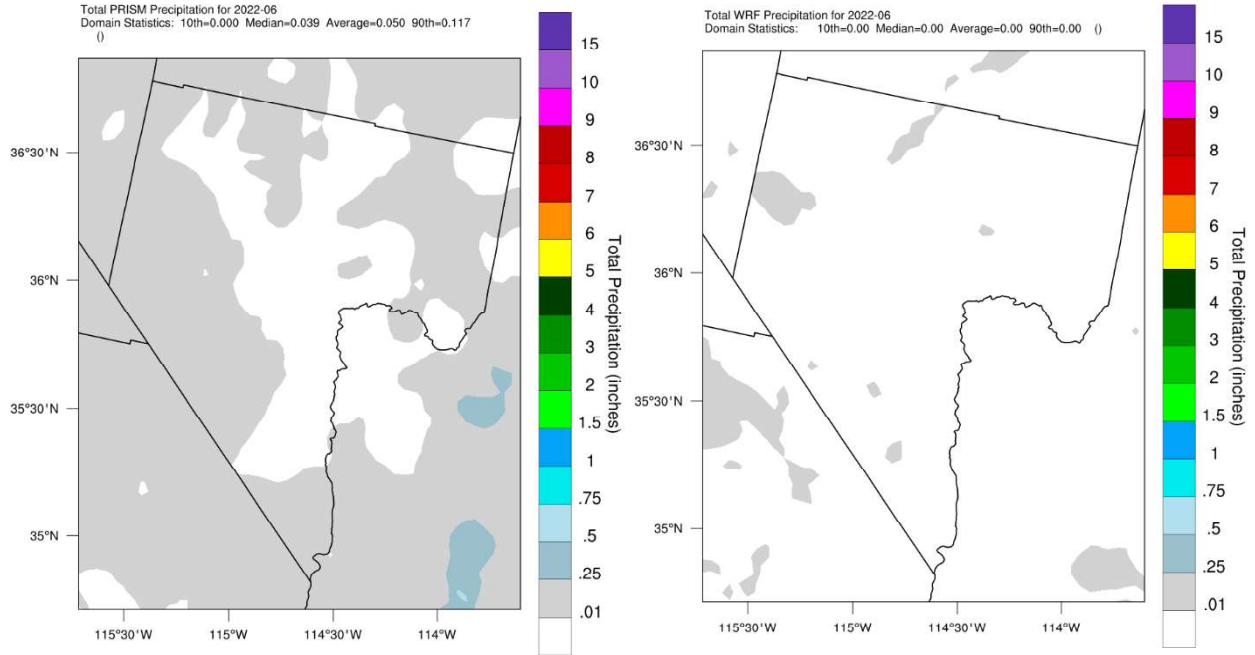 Total PRISM Precipitation for 2022-06
Domain Statistics: 10th=0.000 Median=0.039 Average=0.050 90th=0.117
()
36°30'N
36°N
35°30'N
35°N
115°30'W 115°W 114°30'W 114°W
15
10
9
8
7
6
5
4
3
2
1.5
1
.75
.5
.25
.01
Total Precipitation (inches)
Total WRF Precipitation for 2022-06
Domain Statistics: 10th=0.00 Median=0.00 Average=0.00 90th=0.00 ()
36°30'N
36°N
35°30'N
35°N
115°30'W 115°W 114°30'W 114°W
15
10
9
8
7
6
5
4
3
2
1.5
1
.75
.5
.25
.01
Total Precipitation (inches)